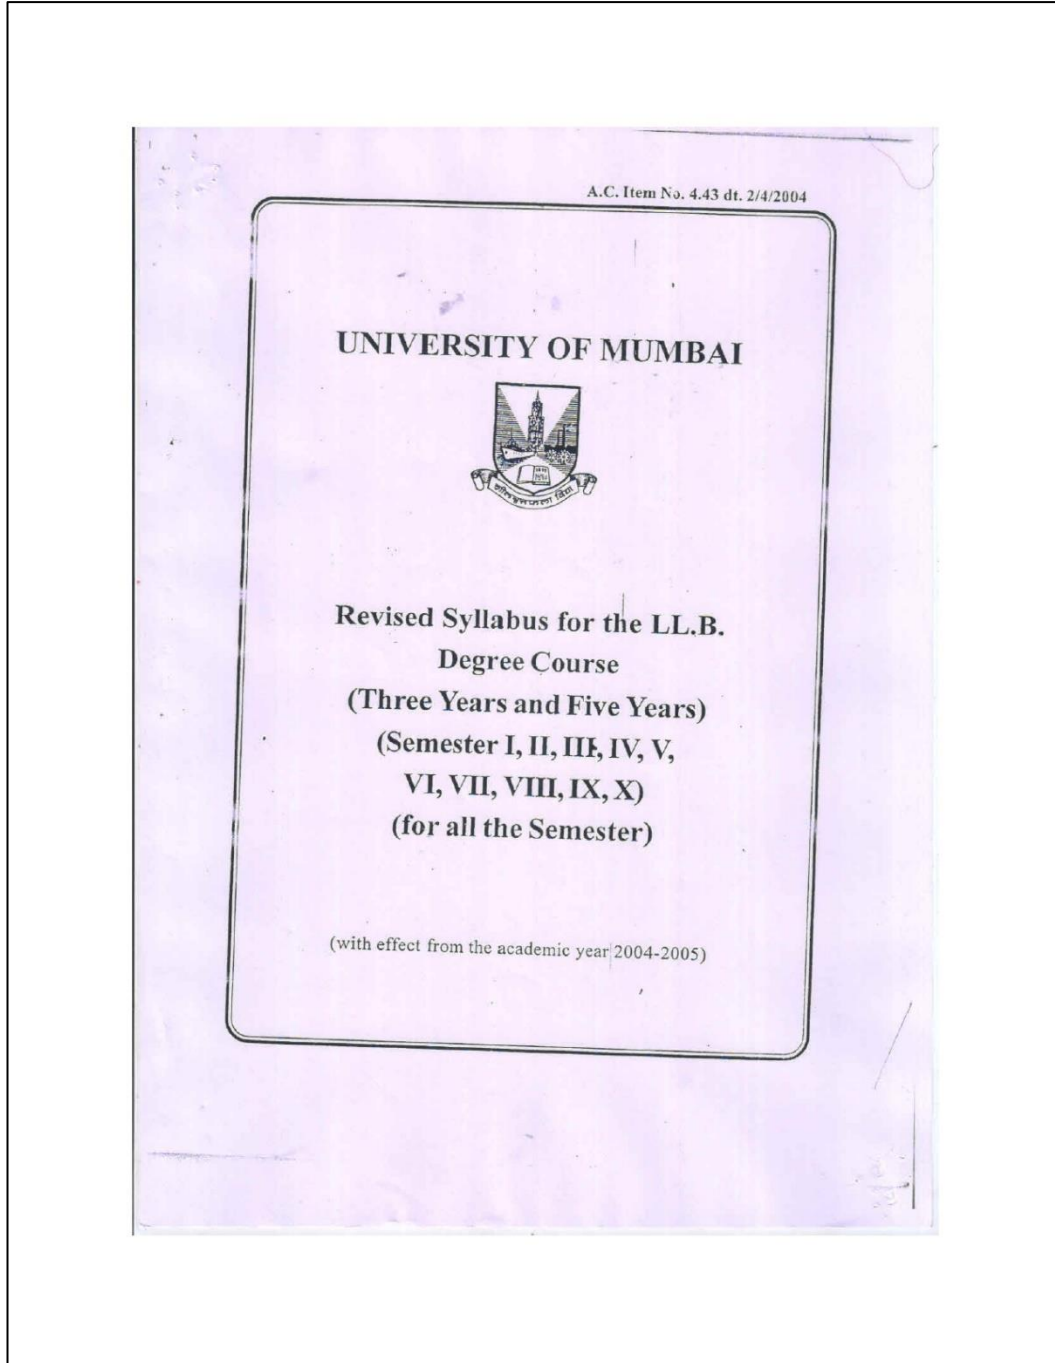 A.C. Item No. 4.43 dt. 2/4/2004
UNIVERSITY OF MUMBAI
Revised Syllabus for the LL.B.
Degree Course
(Three Years and Five Years)
(Semester I, II, III, IV, V,
VI, VII, VIII, IX, X)
(for all the Semester)
(with effect from the academic year 2004-2005)